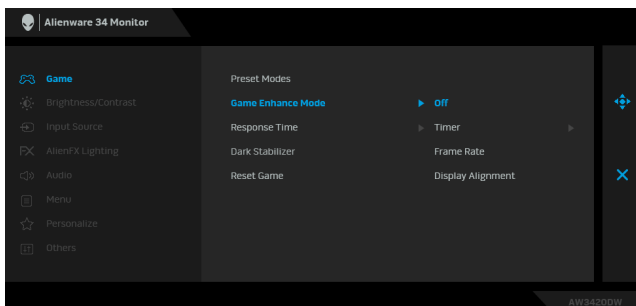 Alienware 34 Monitor
Game
Brightness/Contrast
Input Source
AlienFX Lighting
Audio
Menu
Personalize
Others
Preset Modes
Game Enhance Mode
Response Time
Dark Stabilizer
Reset Game
Off
Timer
Frame Rate
Display Alignment
AW3420DW